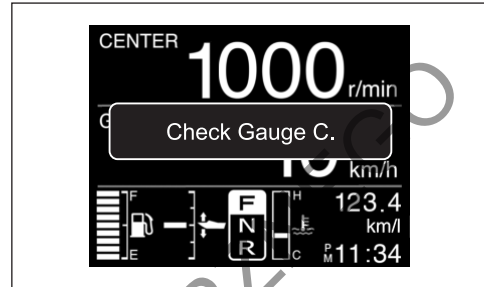 CENTER
1000 r/min
G
Check Gauge C.
km/h
F
E
F
N
R
H
C
123.4
km/l
PM 11:34